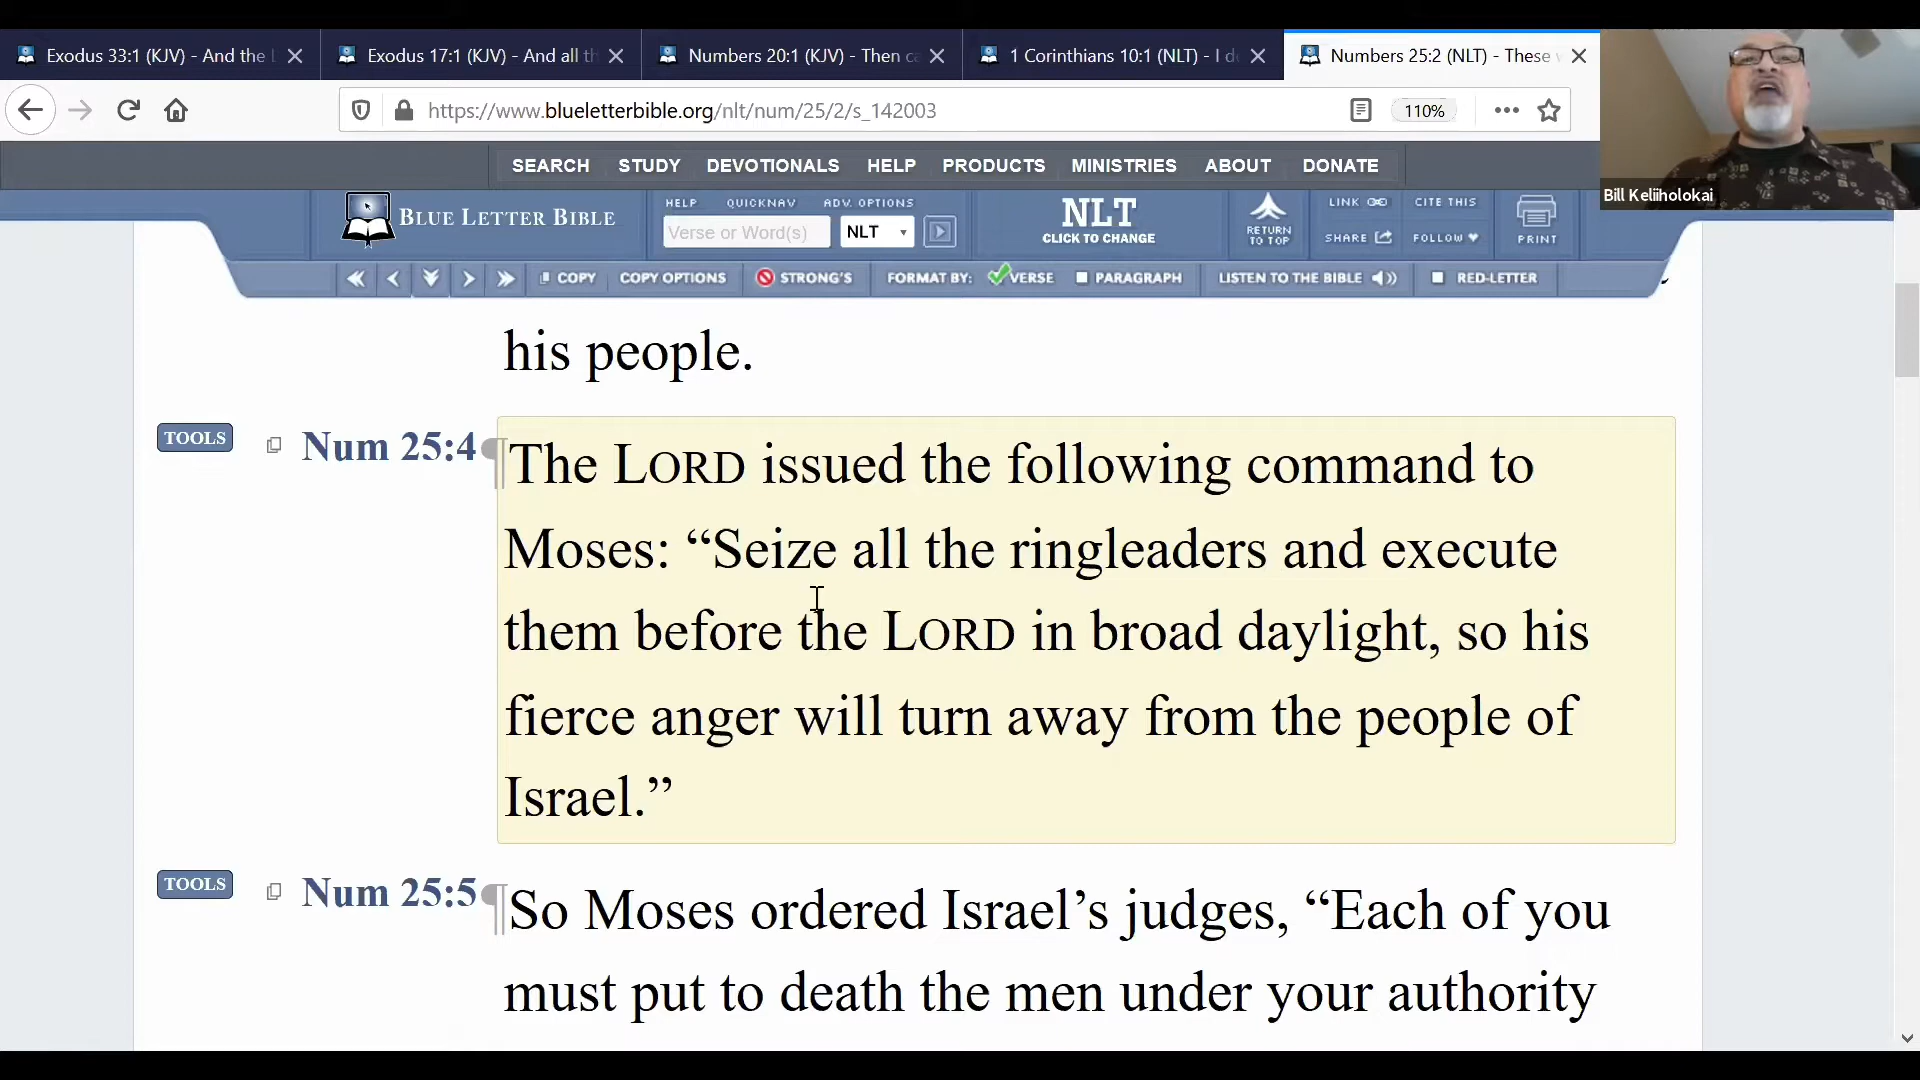 Exodus 33:1 (KJV) - And the L
Exodus 17:1 (KJV) - And all th
Numbers 20:1 (KJV) - Then ca
1 Corinthians 10:1 (NLT) - I do
Numbers 25:2 (NLT) - These w
https://www.blueletterbible.org/nlt/num/25/2/s_142003
110%
Bill Keliiholokai
SEARCH STUDY DEVOTIONALS HELP PRODUCTS MINISTRIES ABOUT DONATE
BLUE LETTER BIBLE
HELP QUICKNAV ADV. OPTIONS
Verse or Word(s) NLT
NLT
CLICK TO CHANGE
RETURN
TO TOP
LINK CITE THIS
SHARE FOLLOW
PRINT
COPY COPY OPTIONS STRONG'S FORMAT BY: VERSE PARAGRAPH LISTEN TO THE BIBLE RED-LETTER
his people.
TOOLS Num 25:4 ¶The LORD issued the following command to
Moses: “Seize all the ringleaders and execute
them before the LORD in broad daylight, so his
fierce anger will turn away from the people of
Israel.”
TOOLS Num 25:5 ¶So Moses ordered Israel’s judges, “Each of you
must put to death the men under your authority